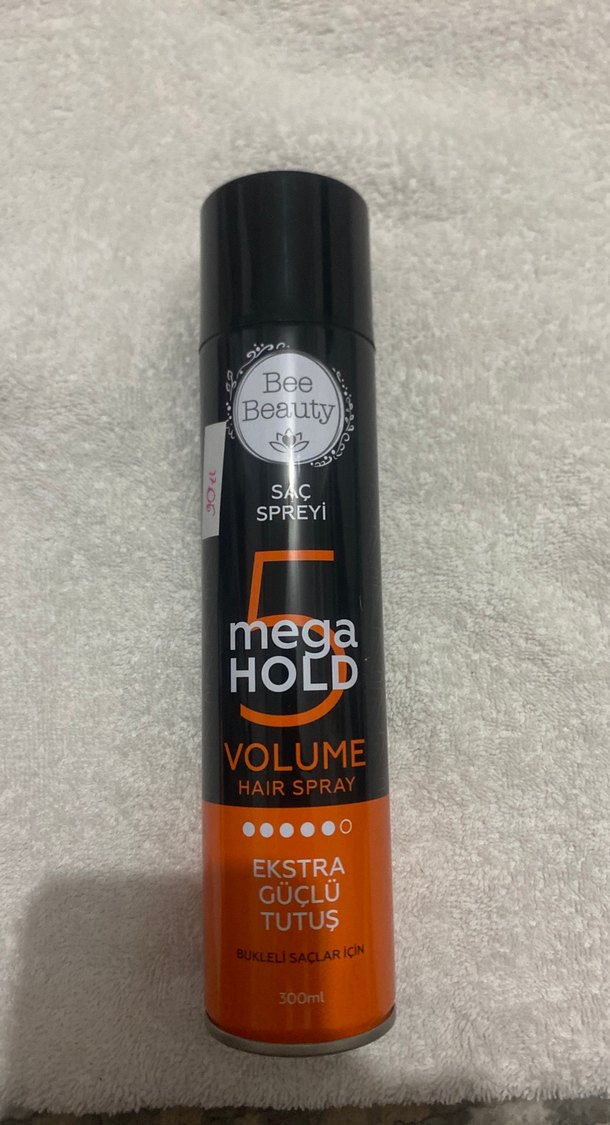 Bee
Beauty
SAÇ
SPREYİ
5
mega
HOLD
VOLUME
HAIR SPRAY
EKSTRA
GÜÇLÜ
TUTUŞ
BUKLELİ SAÇLAR İÇİN
300ml